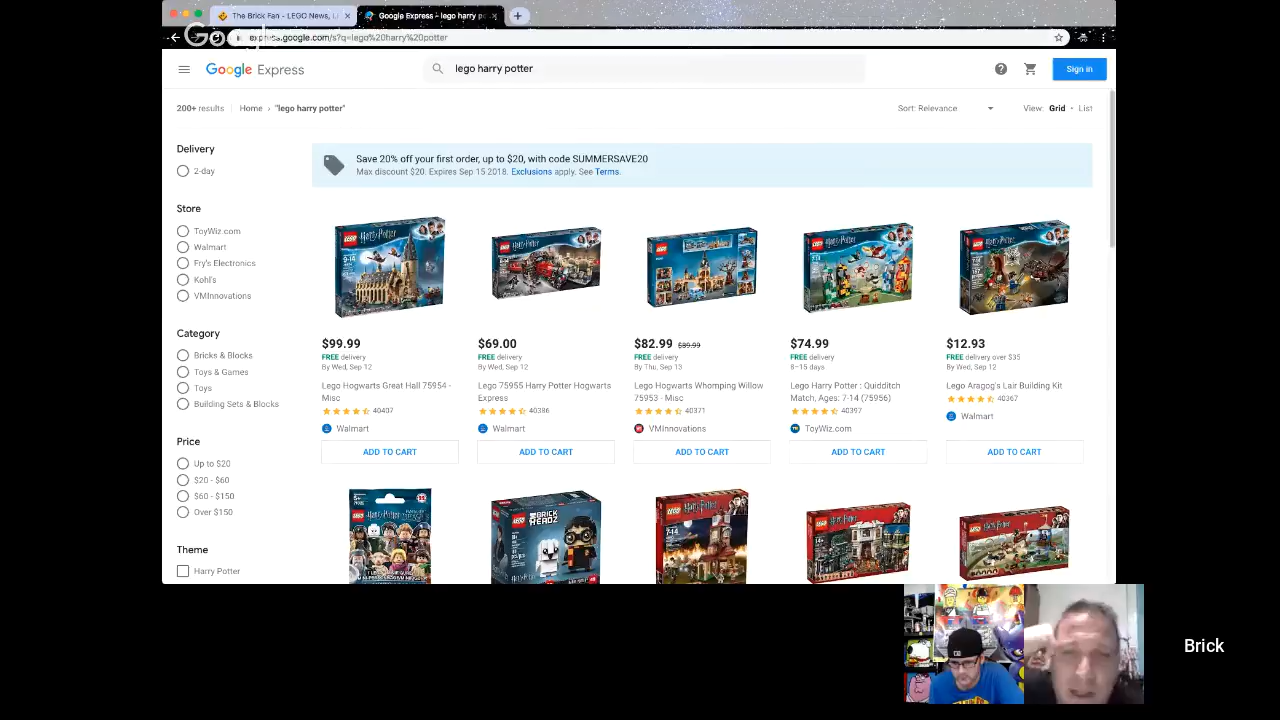 The Brick Fan - LEGO News, L
Google Express - lego harry po
express.google.com/s?q=lego%20harry%20potter
Google Express
lego harry potter
Sign in
200+ results
Home › "lego harry potter"
Sort: Relevance
View: Grid • List
Delivery
2-day
Store
ToyWiz.com
Walmart
Fry's Electronics
Kohl's
VMInnovations
Category
Bricks & Blocks
Toys & Games
Toys
Building Sets & Blocks
Price
Up to $20
$20 - $60
$60 - $150
Over $150
Theme
Harry Potter
Save 20% off your first order, up to $20, with code SUMMERSAVE20
Max discount $20. Expires Sep 15 2018. Exclusions apply. See Terms.
$99.99
FREE delivery
By Wed, Sep 12
Lego Hogwarts Great Hall 75954 -
Misc
40407
Walmart
ADD TO CART
$69.00
FREE delivery
By Wed, Sep 12
Lego 75955 Harry Potter Hogwarts
Express
40386
Walmart
ADD TO CART
$82.99 $89.99
FREE delivery
By Thu, Sep 13
Lego Hogwarts Whomping Willow
75953 - Misc
40371
VMInnovations
ADD TO CART
$74.99
FREE delivery
8–15 days
Lego Harry Potter : Quidditch
Match, Ages: 7-14 (75956)
40397
ToyWiz.com
ADD TO CART
$12.93
FREE delivery over $35
By Wed, Sep 12
Lego Aragog's Lair Building Kit
40367
Walmart
ADD TO CART
BRICK
HEADZ
Brick